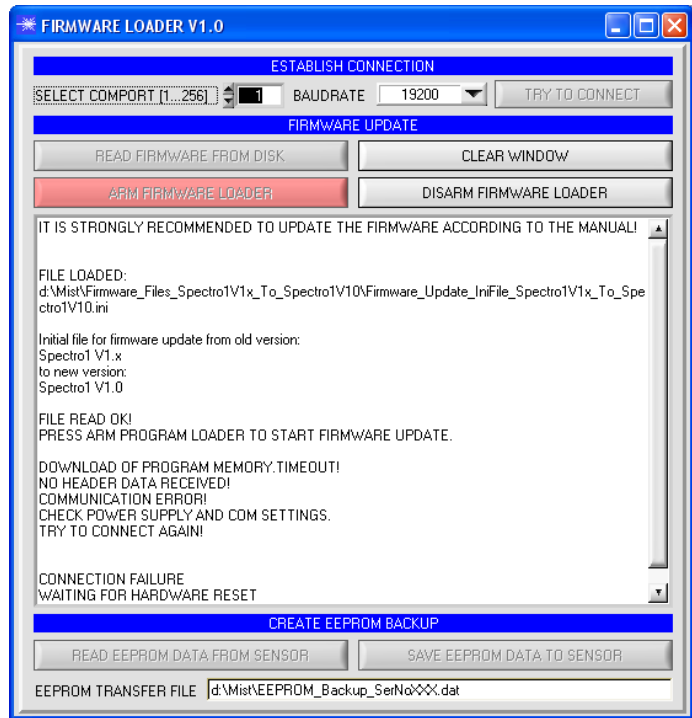 FIRMWARE LOADER V1.0
ESTABLISH CONNECTION
SELECT COMPORT [1...256] 1 BAUDRATE 19200 TRY TO CONNECT
FIRMWARE UPDATE
READ FIRMWARE FROM DISK CLEAR WINDOW
ARM FIRMWARE LOADER DISARM FIRMWARE LOADER
IT IS STRONGLY RECOMMENDED TO UPDATE THE FIRMWARE ACCORDING TO THE MANUAL!
FILE LOADED:
d:\Mist\Firmware_Files_Spectro1V1x_To_Spectro1V10\Firmware_Update_IniFile_Spectro1V1x_To_Spe
ctro1V10.ini
Initial file for firmware update from old version:
Spectro1 V1.x
to new version:
Spectro1 V1.0
FILE READ OK!
PRESS ARM PROGRAM LOADER TO START FIRMWARE UPDATE.
DOWNLOAD OF PROGRAM MEMORY.TIMEOUT!
NO HEADER DATA RECEIVED!
COMMUNICATION ERROR!
CHECK POWER SUPPLY AND COM SETTINGS.
TRY TO CONNECT AGAIN!
CONNECTION FAILURE
WAITING FOR HARDWARE RESET
CREATE EEPROM BACKUP
READ EEPROM DATA FROM SENSOR SAVE EEPROM DATA TO SENSOR
EEPROM TRANSFER FILE d:\Mist\EEPROM_Backup_SerNoXXX.dat